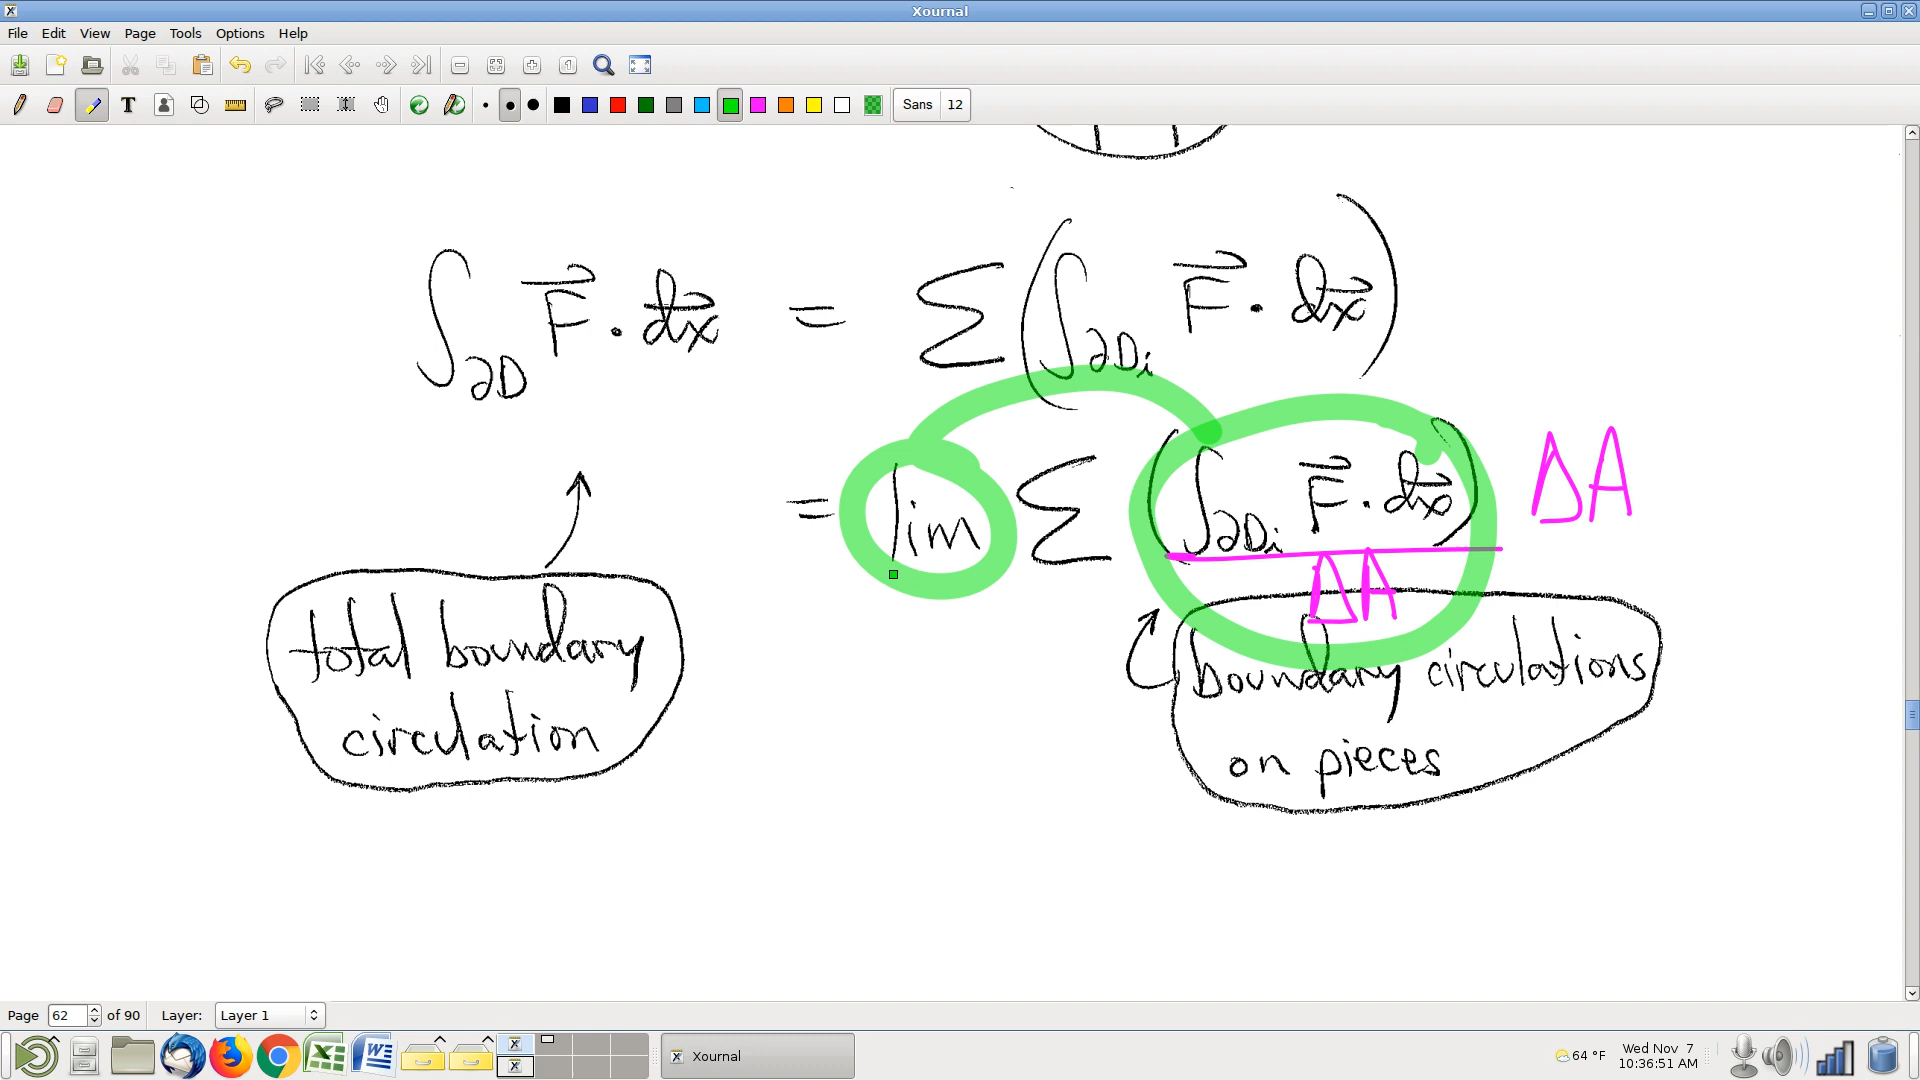 Xournal
File Edit View Page Tools Options Help
T Sans 12
∫∂D F⃗ · dx⃗ = Σ (∫∂Di F⃗ · dx⃗)
= lim Σ (∫∂Di F⃗ · dx⃗) / ΔA ΔA
total boundary
circulation
boundary circulations
on pieces
Page 62 of 90 Layer: Layer 1
Xournal
64 °F
Wed Nov 7
10:36:51 AM